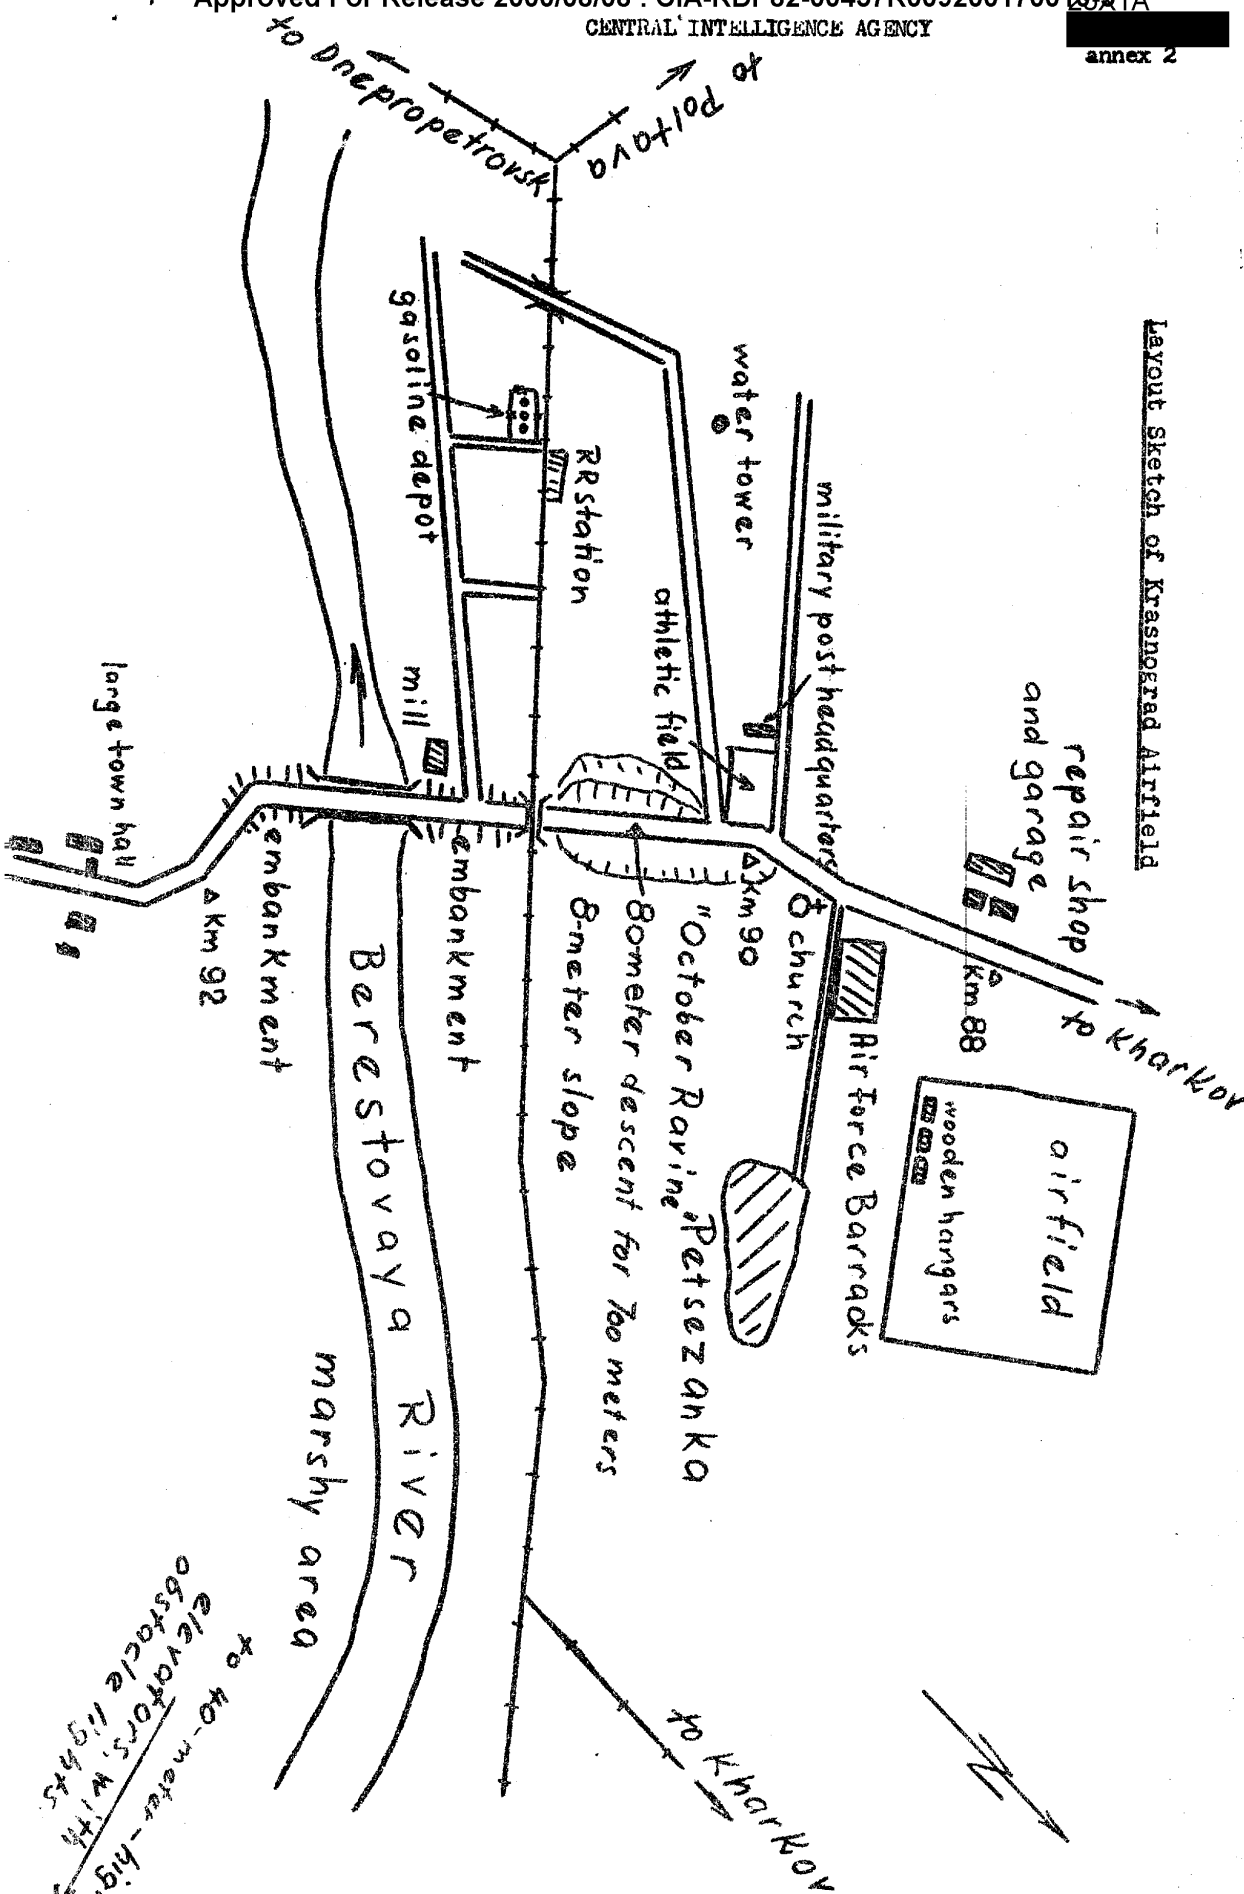 Approved For Release
CENTRAL INTELLIGENCE AGENCY
annex 2
Layout Sketch of Krasnograd Airfield
to Dnepropetrovsk
to Poltava
water tower
military post headquarters
repair shop
and garage
gasoline depot
RR station
athletic field
mill
large town hall
embankment
embankment
Km 92
Km 90
Km 88
to Kharkov
church
Air Force Barracks
airfield
wooden hangars
"October Ravine"
80meter descent for 700 meters
8-meter slope
Petsezanka
Berestovaya River
marshy area
to 40-meter-hig
elevators, with
obstacle lights.
to Kharkov